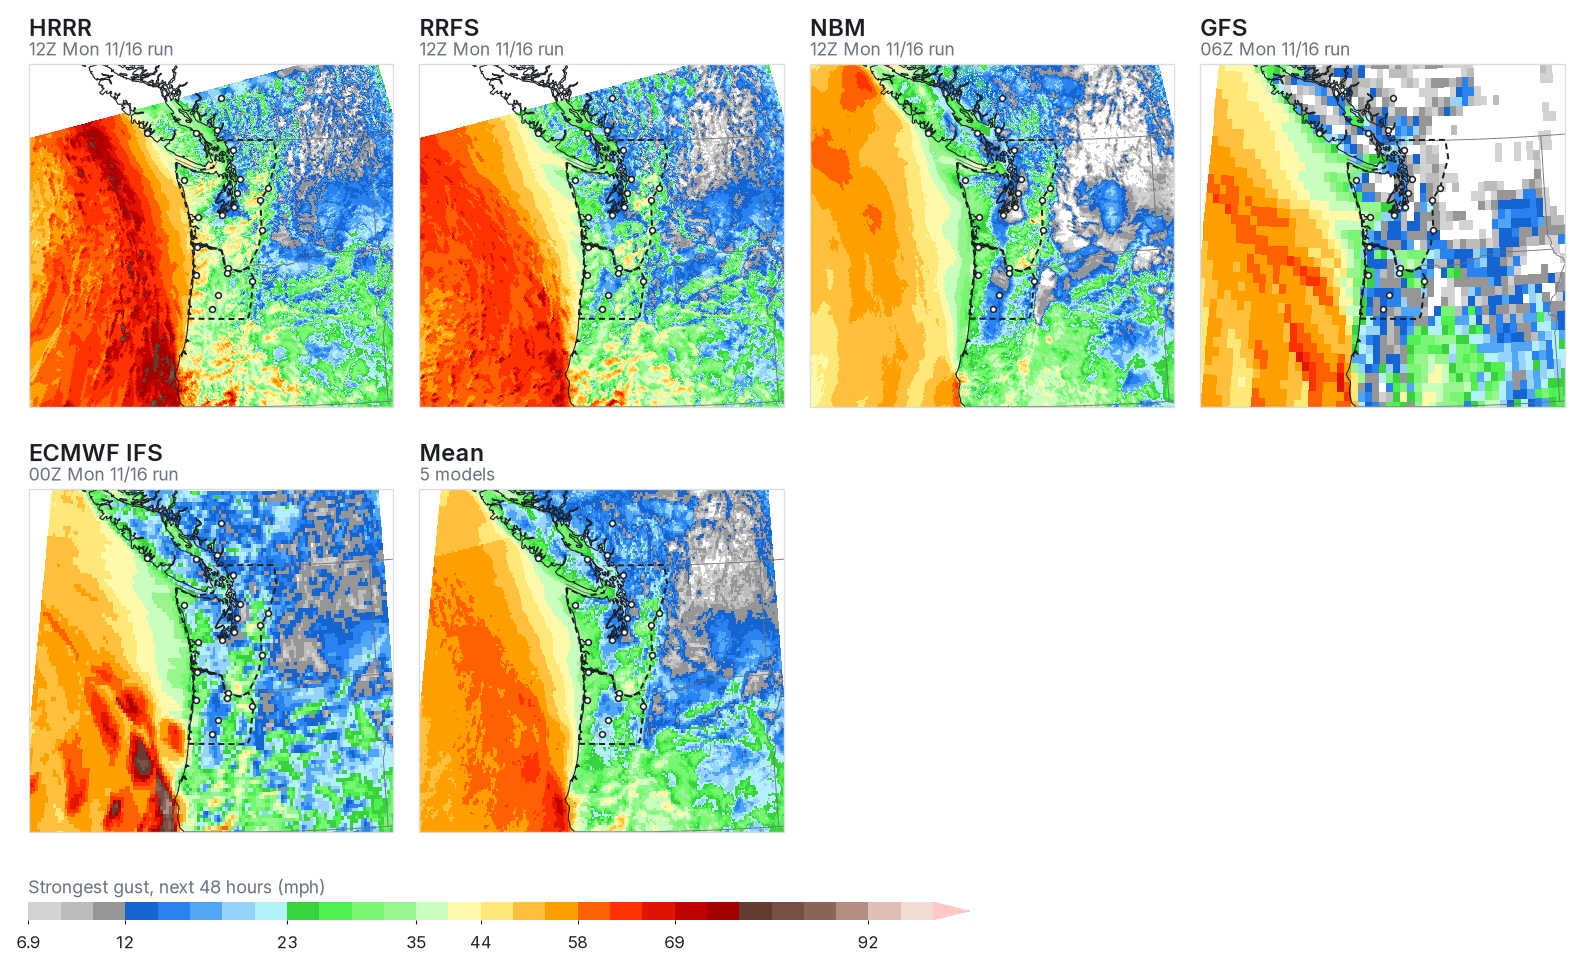 HRRR
12Z Mon 11/16 run
RRFS
12Z Mon 11/16 run
NBM
12Z Mon 11/16 run
GFS
06Z Mon 11/16 run
ECMWF IFS
00Z Mon 11/16 run
Mean
5 models
Strongest gust, next 48 hours (mph)
6.9 12 23 35 44 58 69 92